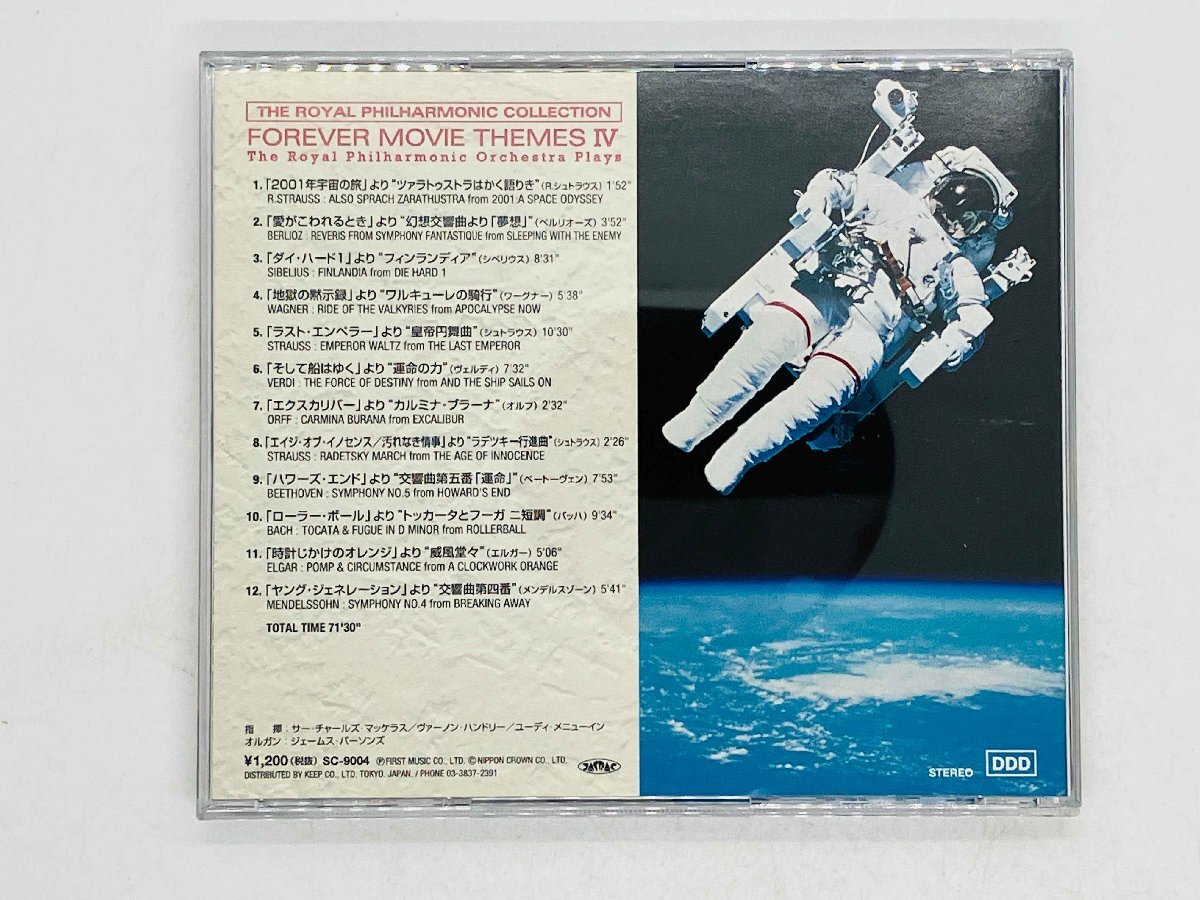 THE ROYAL PHILHARMONIC COLLECTION
FOREVER MOVIE THEMES IV
The Royal Philharmonic Orchestra Plays
1.「2001年宇宙の旅」より“ツァラトゥストラはかく語りき”(R.シュトラウス) 1'52"
R.STRAUSS : ALSO SPRACH ZARATHUSTRA from 2001:A SPACE ODYSSEY
2.「愛がこわれるとき」より“幻想交響曲より「夢想」”(ベルリオーズ) 3'52"
BERLIOZ : REVERIS FROM SYMPHONY FANTASTIQUE from SLEEPING WITH THE ENEMY
3.「ダイ・ハード1」より“フィンランディア”(シベリウス) 8'31"
SIBELIUS : FINLANDIA from DIE HARD 1
4.「地獄の黙示録」より“ワルキューレの騎行”(ワーグナー) 5'38"
WAGNER : RIDE OF THE VALKYRIES from APOCALYPSE NOW
5.「ラスト・エンペラー」より“皇帝円舞曲”(シュトラウス) 10'30"
STRAUSS : EMPEROR WALTZ from THE LAST EMPEROR
6.「そして船はゆく」より“運命の力”(ヴェルディ) 7'32"
VERDI : THE FORCE OF DESTINY from AND THE SHIP SAILS ON
7.「エクスカリバー」より“カルミナ・ブラーナ”(オルフ) 2'32"
ORFF : CARMINA BURANA from EXCALIBUR
8.「エイジ・オブ・イノセンス／汚れなき情事」より“ラデツキー行進曲”(シュトラウス) 2'26"
STRAUSS : RADETSKY MARCH from THE AGE OF INNOCENCE
9.「ハワーズ・エンド」より“交響曲第五番「運命」”(ベートーヴェン) 7'53"
BEETHOVEN : SYMPHONY NO.5 from HOWARD'S END
10.「ローラー・ボール」より“トッカータとフーガ ニ短調”(バッハ) 9'34"
BACH : TOCATA & FUGUE IN D MINOR from ROLLERBALL
11.「時計じかけのオレンジ」より“威風堂々”(エルガー) 5'06"
ELGAR : POMP & CIRCUMSTANCE from A CLOCKWORK ORANGE
12.「ヤング・ジェネレーション」より“交響曲第四番”(メンデルスゾーン) 5'41"
MENDELSSOHN : SYMPHONY NO.4 from BREAKING AWAY
TOTAL TIME 71'30"
指 揮:サー・チャールズ・マッケラス／ヴァーノン・ハンドリー／ユーディ・メニューイン
オルガン:ジェームス・パーソンズ
¥1,200(税抜) SC-9004 ℗FIRST MUSIC CO., LTD. ©NIPPON CROWN CO., LTD.
DISTRIBUTED BY KEEP CO., LTD. TOKYO. JAPAN. / PHONE 03-3837-2391
JASRAC
STEREO
DDD